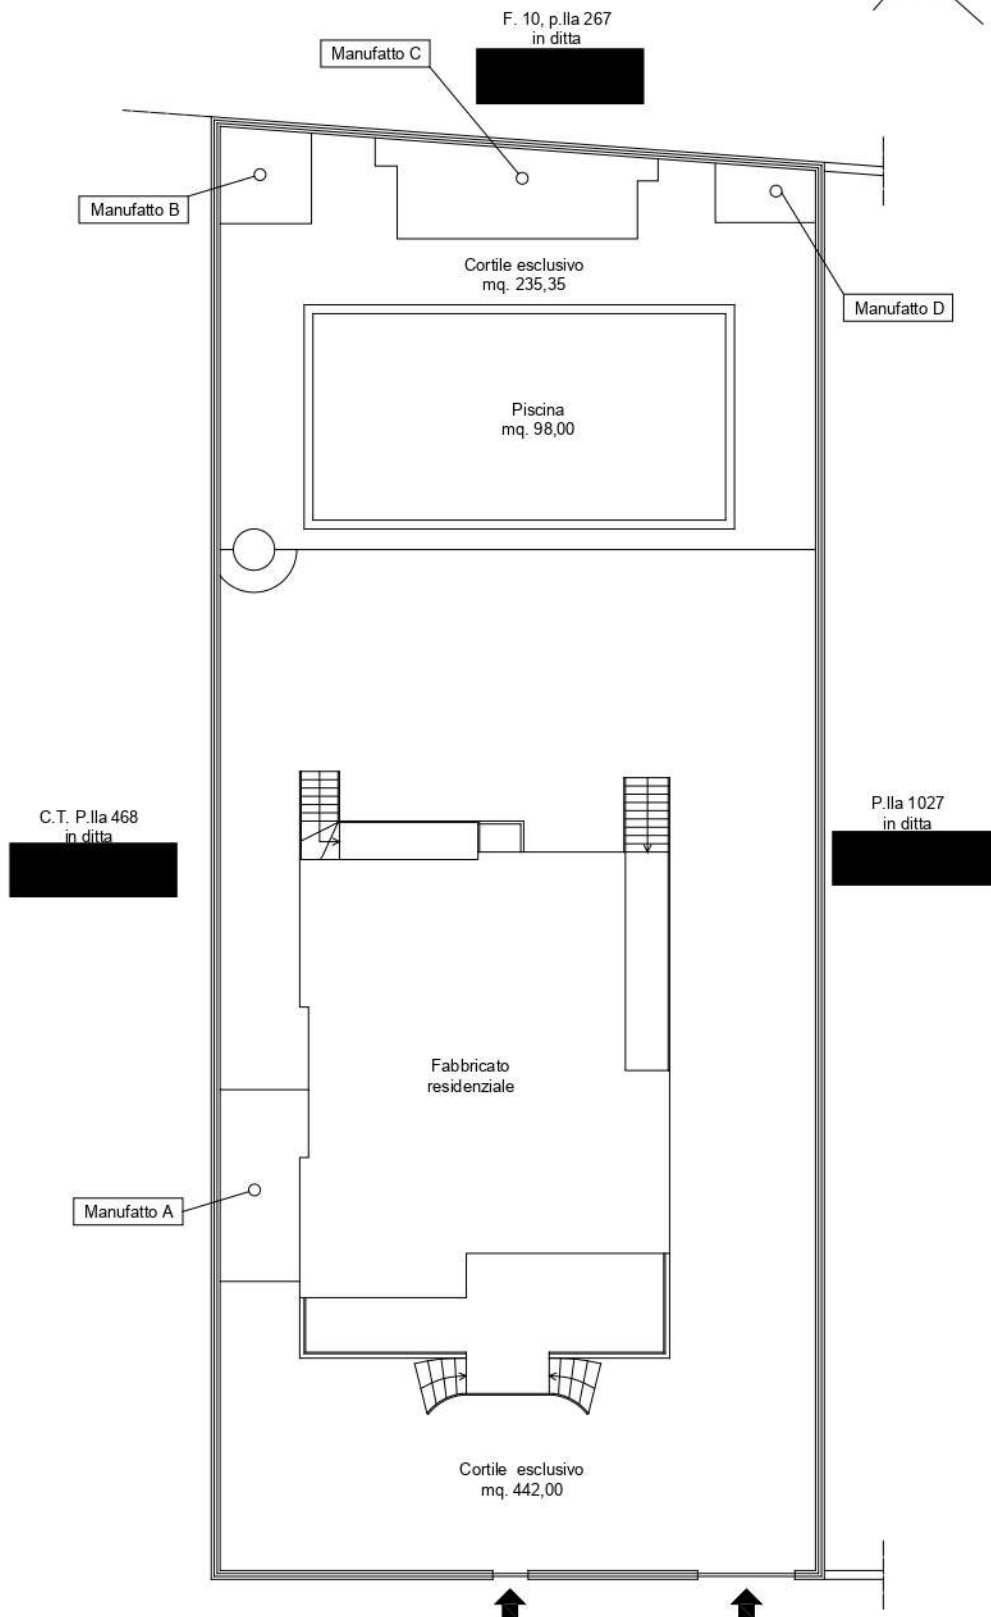 F. 10, p.lla 267
in ditta
Manufatto C
Manufatto B
Cortile esclusivo
mq. 235,35
Manufatto D
Piscina
mq. 98,00
C.T. P.lla 468
in ditta
P.lla 1027
in ditta
Fabbricato
residenziale
Manufatto A
Cortile esclusivo
mq. 442,00